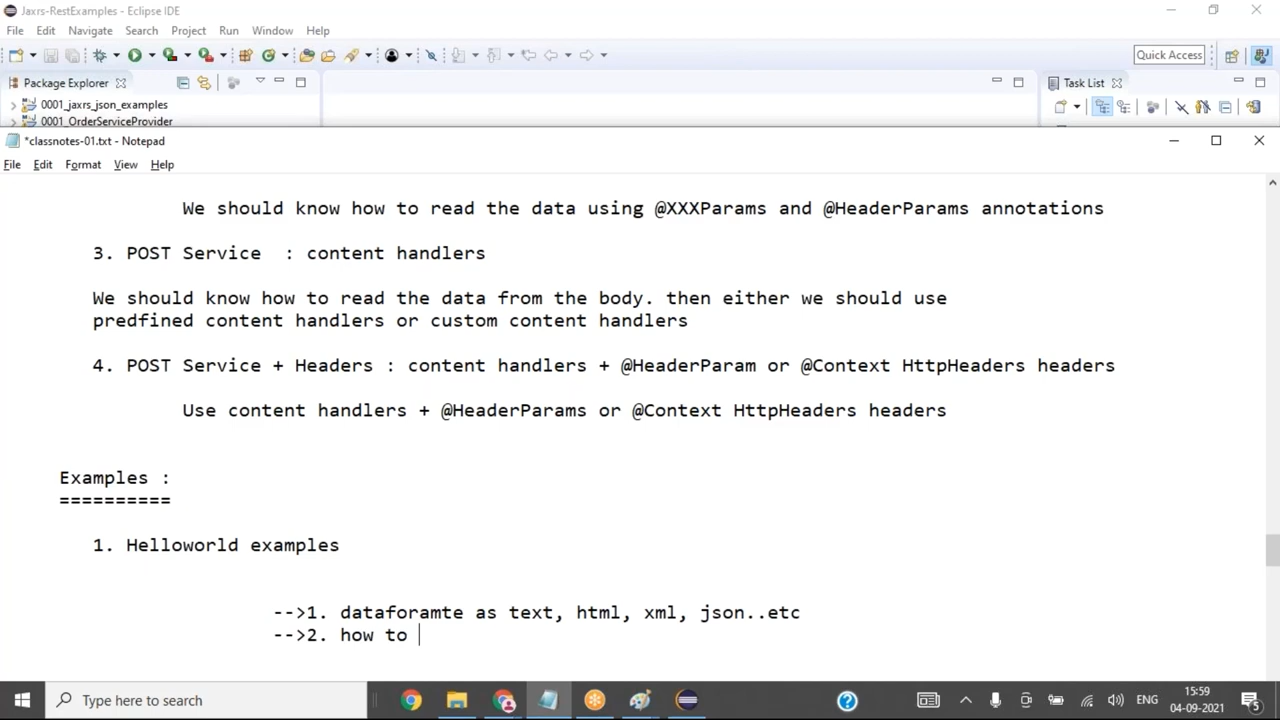 Jaxrs-RestExamples - Eclipse IDE
File Edit Navigate Search Project Run Window Help
Quick Access
Package Explorer
Task List
0001_jaxrs_json_examples
0001_OrderServiceProvider
*classnotes-01.txt - Notepad
File Edit Format View Help
We should know how to read the data using @XXXParams and @HeaderParams annotations
3. POST Service : content handlers
We should know how to read the data from the body. then either we should use
predfined content handlers or custom content handlers
4. POST Service + Headers : content handlers + @HeaderParam or @Context HttpHeaders headers
Use content handlers + @HeaderParams or @Context HttpHeaders headers
Examples :
==========
1. Helloworld examples
-->1. dataforamte as text, html, xml, json..etc
-->2. how to
Type here to search
ENG
15:59
04-09-2021
5